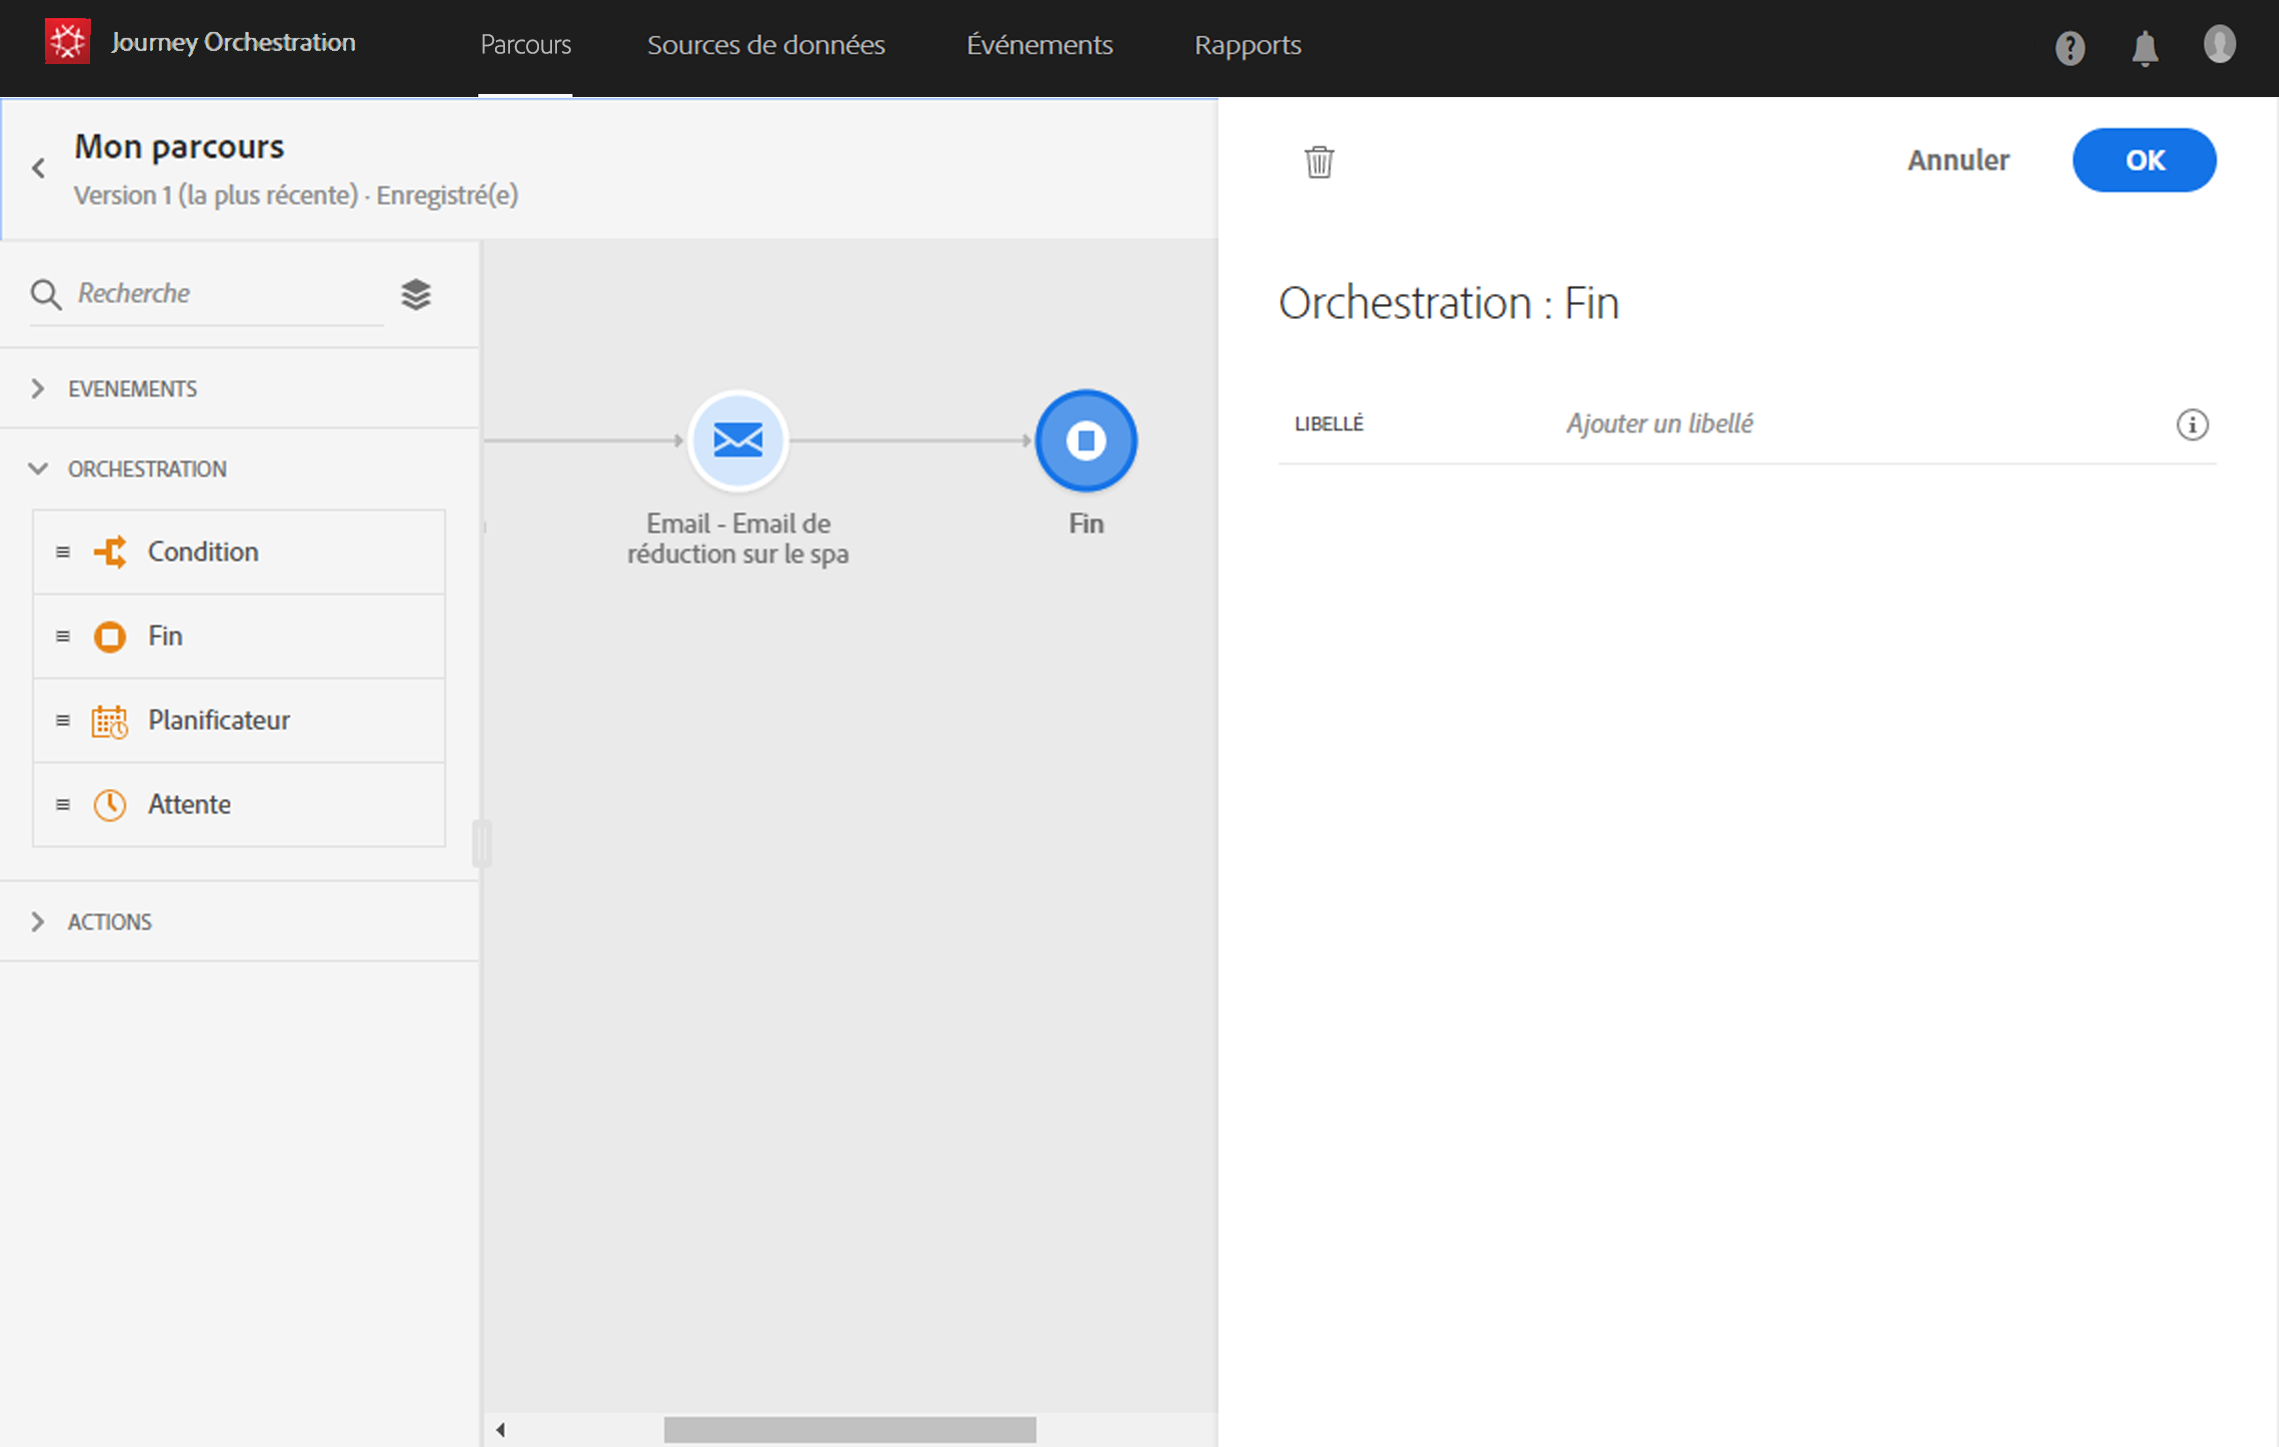 Journey Orchestration
Parcours
Sources de données
Événements
Rapports
Mon parcours
Version 1 (la plus récente) · Enregistré(e)
Annuler
OK
Recherche
Orchestration : Fin
EVENEMENTS
LIBELLÉ
Ajouter un libellé
ORCHESTRATION
Condition
Fin
Planificateur
Attente
ACTIONS
Email - Email de
réduction sur le spa
Fin